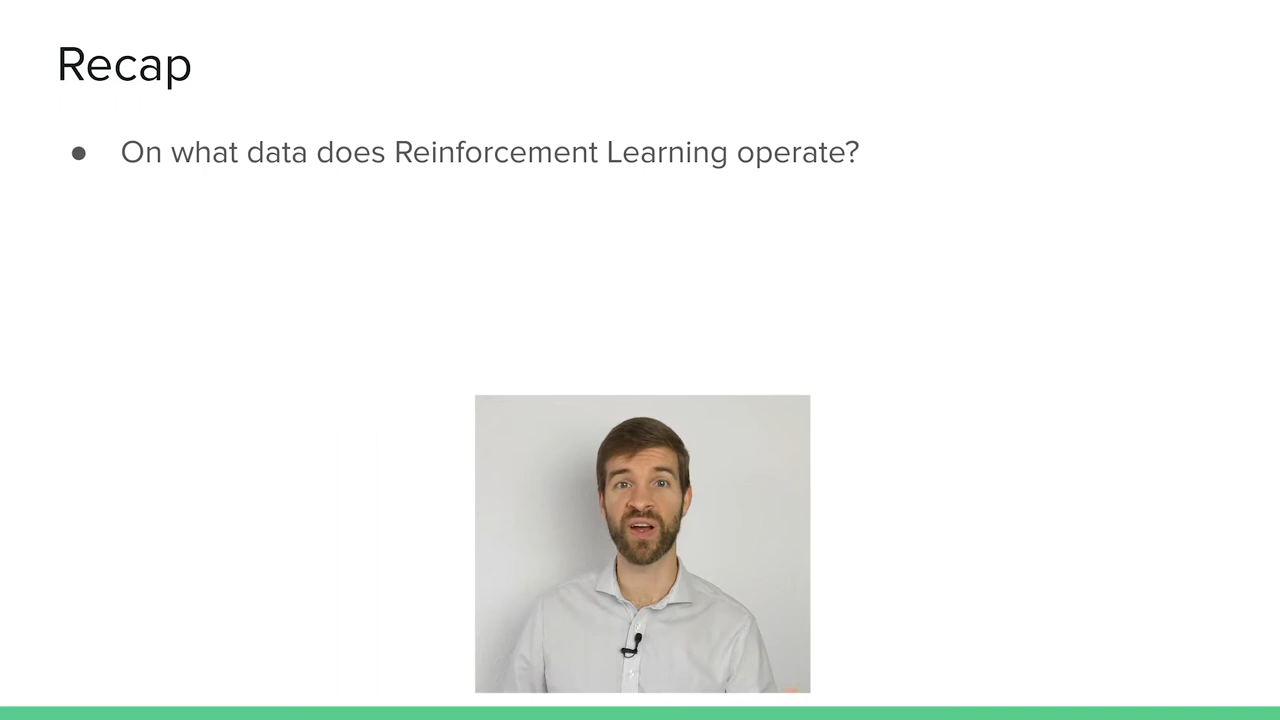 Recap
● On what data does Reinforcement Learning operate?